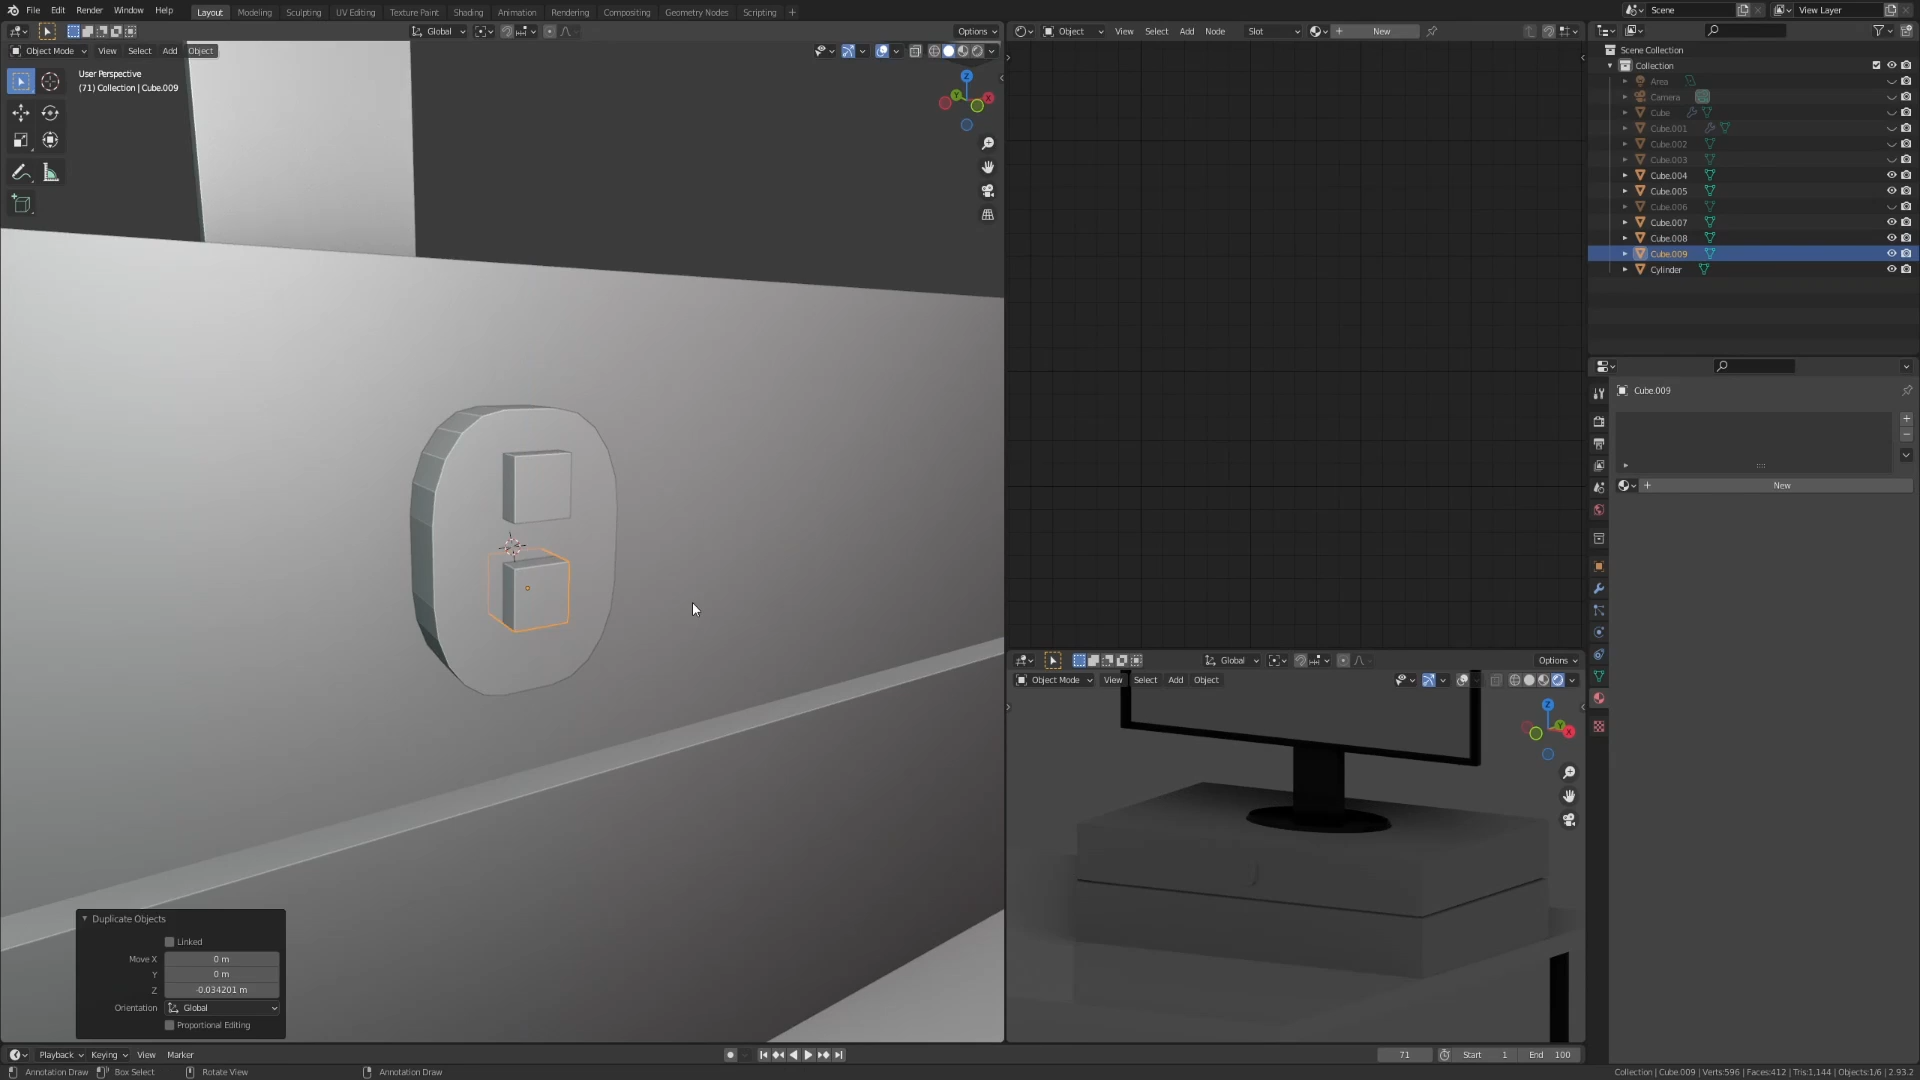 File Edit Render Window Help Layout Modeling Sculpting UV Editing Texture Paint Shading Animation Rendering Compositing Geometry Nodes Scripting + Scene View Layer
Global Options
Object Mode View Select Add Object
User Perspective
(71) Collection | Cube.009
Z
Y
X
Duplicate Objects
Linked
Move X 0 m
Y 0 m
Z -0.034201 m
Orientation Global
Proportional Editing
Object View Select Add Node Slot New
Global Options
Object Mode View Select Add Object
Z
Y
X
Scene Collection
Collection
Area
Camera
Cube
Cube.001
Cube.002
Cube.003
Cube.004
Cube.005
Cube.006
Cube.007
Cube.008
Cube.009
Cylinder
Cube.009
New
Playback Keying View Marker 71 Start 1 End 100
Annotation Draw Box Select Rotate View Annotation Draw Collection | Cube.009 | Verts:596 | Faces:412 | Tris:1,144 | Objects:1/6 | 2.93.2